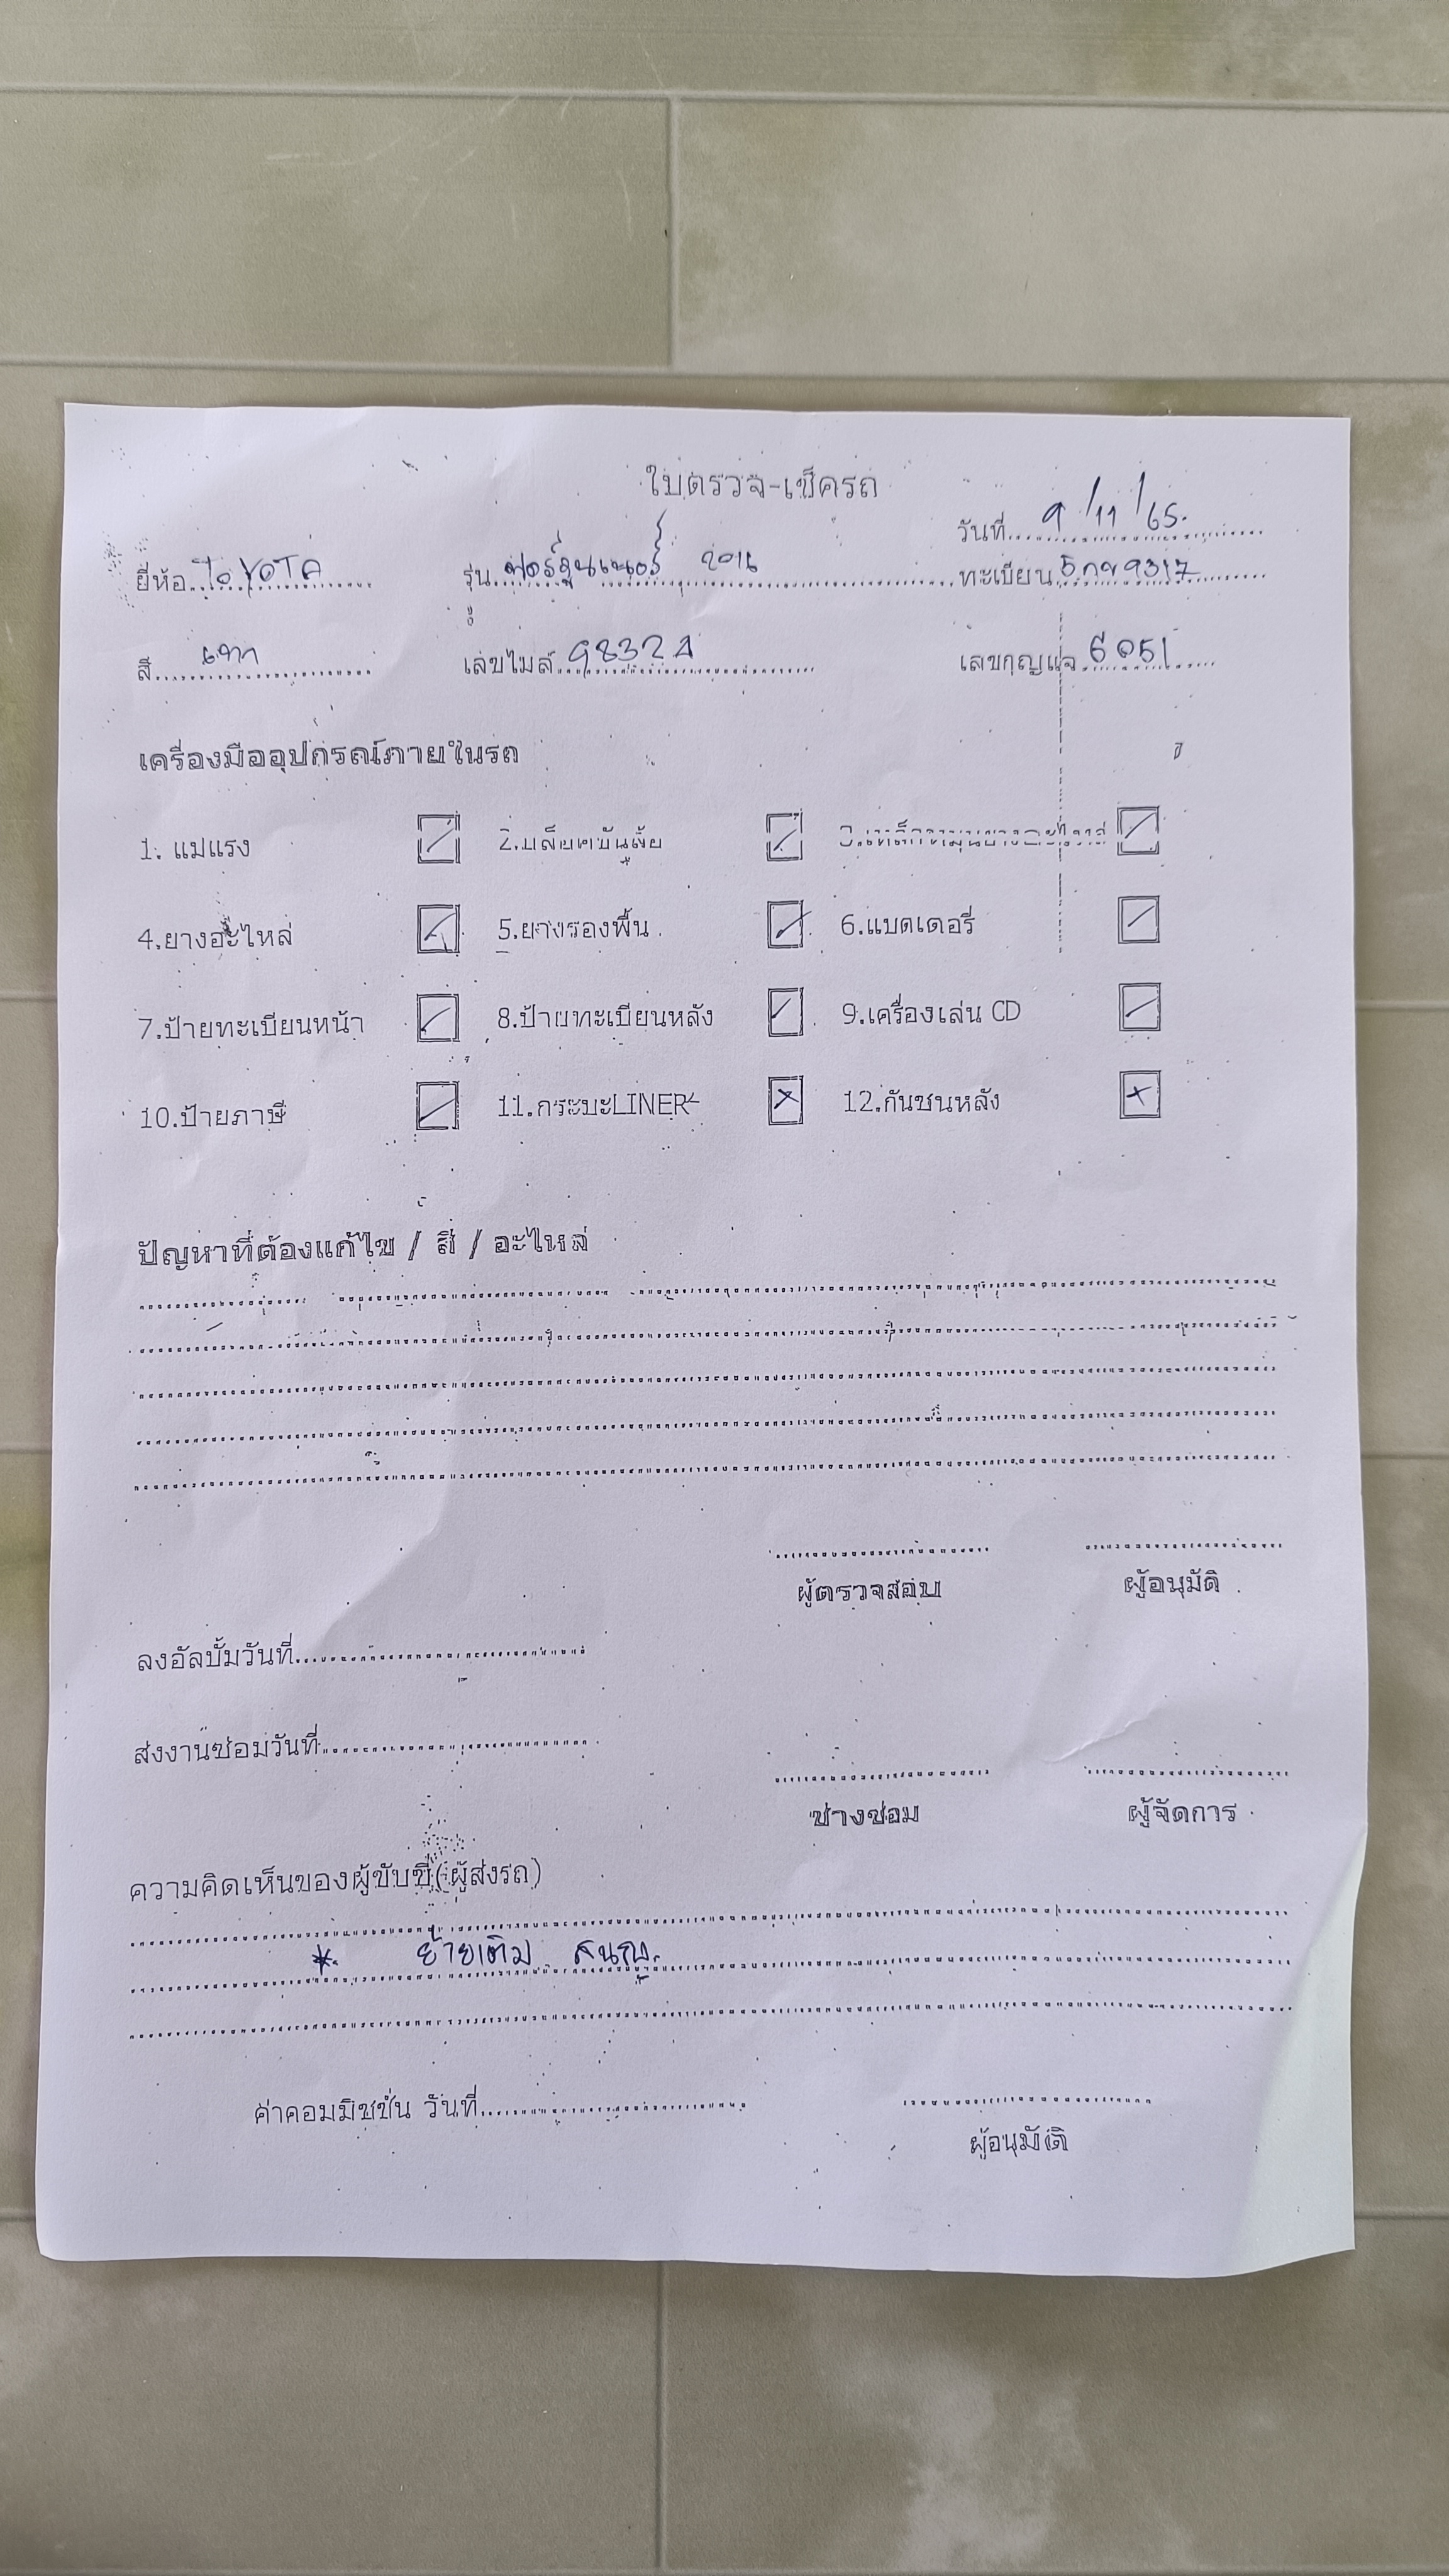 ใบตรวจ-เช็ครถ
วันที่ 9/11/65.
ยี่ห้อ ToYOTA รุ่น ฟอร์จูนเนอร์ 2016 ทะเบียน
สี เทา เลขไมล์ 98324 เลขกุญแจ 6051
เครื่องมืออุปกรณ์ภายในรถ
1. แม่แรง 2.บล๊อคขันล้อ
4.ยางอะไหล่ 5.ยางรองพื้น 6.แบตเตอรี่
7.ป้ายทะเบียนหน้า 8.ป้ายทะเบียนหลัง 9.เครื่องเล่น CD
10.ป้ายภาษี 11.กระบะLINER 12.กันชนหลัง
ปัญหาที่ต้องแก้ไข / สี / อะไหล่
ผู้ตรวจสอบ ผู้อนุมัติ
ลงอัลบั้มวันที่
ส่งงานซ่อมวันที่
ช่างซ่อม ผู้จัดการ
ความคิดเห็นของผู้ขับขี่(ผู้ส่งรถ)
* ย้ายเต็ม สนญ.
ค่าคอมมิชชั่น วันที่
ผู้อนุมัติ